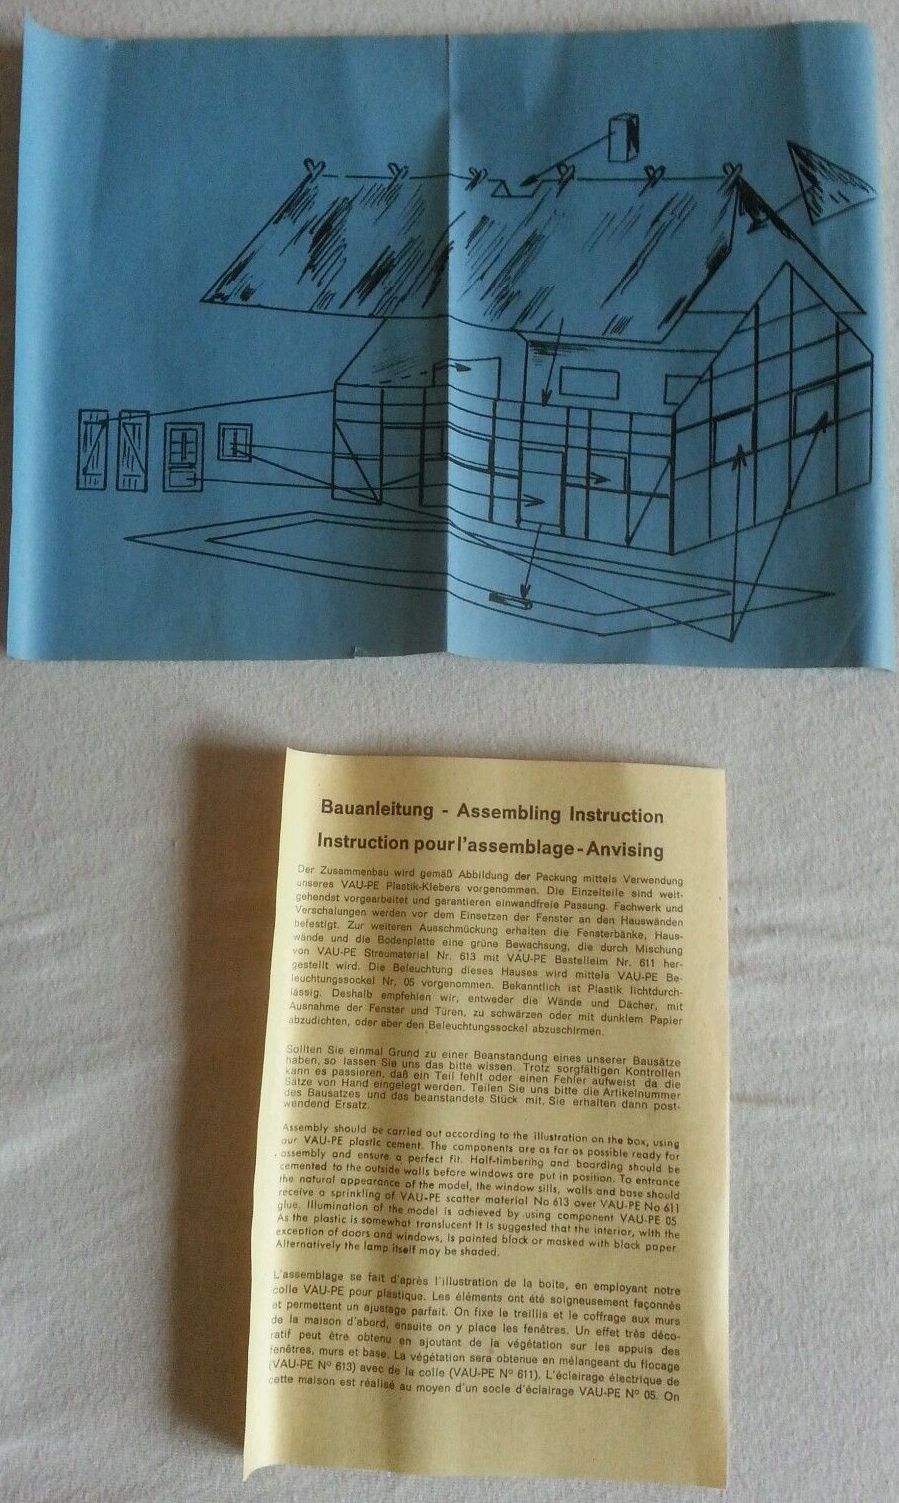 Bauanleitung - Assembling Instruction
Instruction pour l'assemblage - Anvising
Der Zusammenbau wird gemäß Abbildung der Packung mittels Verwendung
unseres VAU-PE Plastik-Klebers vorgenommen. Die Einzelteile sind weit-
gehendst vorgearbeitet und garantieren einwandfreie Passung. Fachwerk und
Verschalungen werden vor dem Einsetzen der Fenster an den Hauswänden
befestigt. Zur weiteren Ausschmückung erhalten die Fensterbänke, Haus-
wände und die Bodenplatte eine grüne Bewachsung, die durch Mischung
von VAU-PE Streumaterial Nr. 613 mit VAU-PE Bastelleim Nr. 611 her-
gestellt wird. Die Beleuchtung dieses Hauses wird mittels VAU-PE Be-
leuchtungssockel Nr. 05 vorgenommen. Bekanntlich ist Plastik lichtdurch-
lässig. Deshalb empfehlen wir, entweder die Wände und Dächer, mit
Ausnahme der Fenster und Türen, zu schwärzen oder mit dunklem Papier
abzudichten, oder aber den Beleuchtungssockel abzuschirmen.
Sollten Sie einmal Grund zu einer Beanstandung eines unserer Bausätze
haben, so lassen Sie uns das bitte wissen. Trotz sorgfältigen Kontrollen
kann es passieren, daß ein Teil fehlt oder einen Fehler aufweist da die
Sätze von Hand eingelegt werden. Teilen Sie uns bitte die Artikelnummer
des Bausatzes und das beanstandete Stück mit. Sie erhalten dann post-
wendend Ersatz.
Assembly should be carried out according to the illustration on the box, using
our VAU-PE plastic cement. The components are as far as possible ready for
assembly and ensure a perfect fit. Half-timbering and boarding should be
cemented to the outside walls before windows are put in position. To entrance
the natural appearance of the model, the window sills, walls and base should
receive a sprinkling of VAU-PE scatter material No 613 over VAU-PE No 611
glue. Illumination of the model is achieved by using component VAU-PE 05
As the plastic is somewhat translucent it is suggested that the interior, with the
exception of doors and windows, is painted black or masked with black paper
Alternatively the lamp itself may be shaded.
L'assemblage se fait d'après l'illustration de la boite, en employant notre
colle VAU-PE pour plastique. Les éléments ont été soigneusement façonnés
et permettent un ajustage parfait. On fixe le treillis et le coffrage aux murs
de la maison d'abord, ensuite on y place les fenêtres. Un effet très déco-
ratif peut être obtenu en ajoutant de la végétation sur les appuis des
fenêtres, murs et base. La végétation sera obtenue en mélangeant du flocage
(VAU-PE Nº 613) avec de la colle (VAU-PE Nº 611). L'éclairage électrique de
cette maison est réalisé au moyen d'un socle d'éclairage VAU-PE Nº 05. On